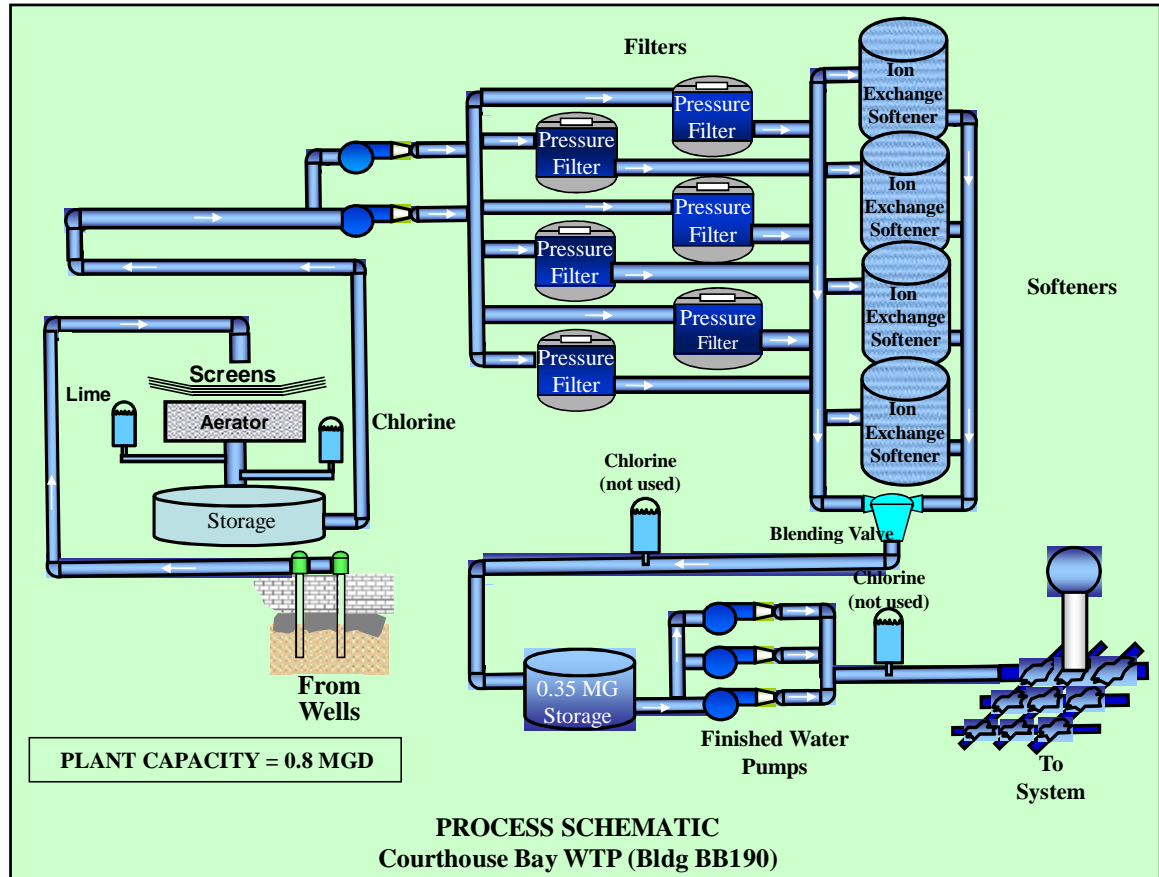 Filters
Pressure
Filter
Pressure
Filter
Pressure
Filter
Pressure
Filter
Pressure
Filter
Pressure
Filter
Ion
Exchange
Softener
Ion
Exchange
Softener
Ion
Exchange
Softener
Ion
Exchange
Softener
Softeners
Screens
Lime
Aerator
Chlorine
Storage
From
Wells
Chlorine
(not used)
Blending Valve
Chlorine
(not used)
0.35 MG
Storage
Finished Water
Pumps
To
System
PLANT CAPACITY = 0.8 MGD
PROCESS SCHEMATIC
Courthouse Bay WTP (Bldg BB190)